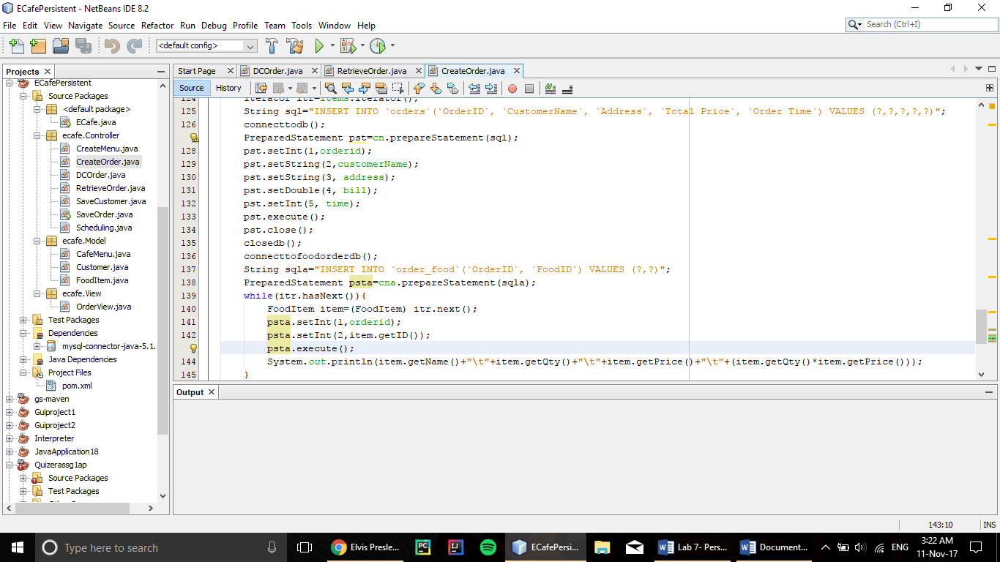 ECafePersistent - NetBeans IDE 8.2
File Edit View Navigate Source Refactor Run Debug Profile Team Tools Window Help
Search (Ctrl+I)
<default config>
Projects
ECafePersistent
Source Packages
<default package>
ECafe.java
ecafe.Controller
CreateMenu.java
CreateOrder.java
DCOrder.java
RetrieveOrder.java
SaveCustomer.java
SaveOrder.java
Scheduling.java
ecafe.Model
CafeMenu.java
Customer.java
FoodItem.java
ecafe.View
OrderView.java
Test Packages
Dependencies
mysql-connector-java-5.1.
Java Dependencies
Project Files
pom.xml
gs-maven
Guiproject1
Guiproject2
Interpreter
JavaApplication18
Quizerassg1ap
Source Packages
Test Packages
Start Page DCOrder.java RetrieveOrder.java CreateOrder.java
Source History
124 Iterator itr=items.iterator();
125 String sql="INSERT INTO `orders`(`OrderID`, `CustomerName`, `Address`, `Total Price`, `Order Time`) VALUES (?,?,?,?,?)";
126 connecttodb();
PreparedStatement pst=cn.prepareStatement(sql);
128 pst.setInt(1,orderid);
129 pst.setString(2,customerName);
130 pst.setString(3, address);
131 pst.setDouble(4, bill);
132 pst.setInt(5, time);
133 pst.execute();
134 pst.close();
135 closedb();
136 connecttofoodorderdb();
137 String sqla="INSERT INTO `order_food`(`OrderID`, `FoodID`) VALUES (?,?)";
138 PreparedStatement psta=cna.prepareStatement(sqla);
139 while(itr.hasNext()){
140 FoodItem item=(FoodItem) itr.next();
141 psta.setInt(1,orderid);
142 psta.setInt(2,item.getID());
psta.execute();
144 System.out.println(item.getName()+"\t"+item.getQty()+"\t"+item.getPrice()+"\t"+(item.getQty()*item.getPrice()));
145 }
Output
143:10 INS
Type here to search
Elvis Presle...
ECafePersi...
Lab 7- Pers...
Document...
ENG
3:22 AM
11-Nov-17